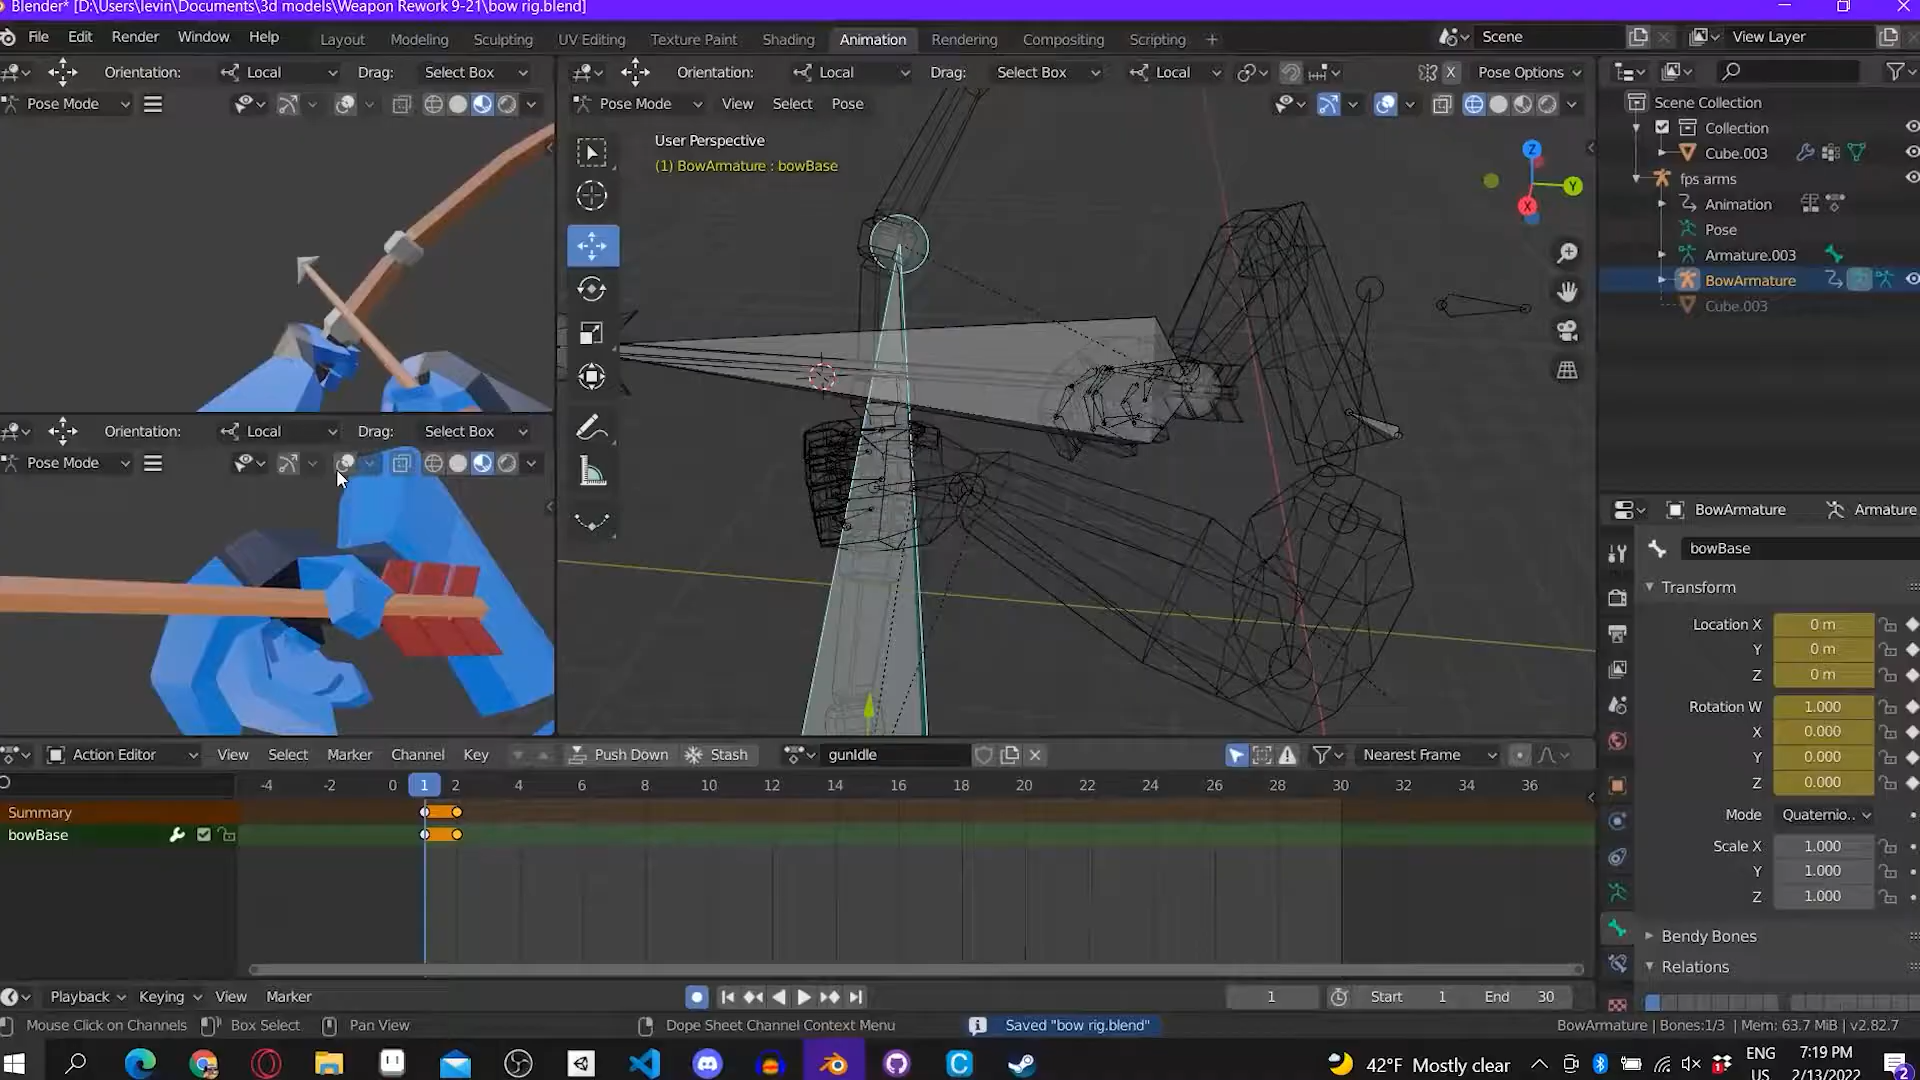 Blender* [D:\Users\levin\Documents\3d models\Weapon Rework 9-21\bow rig.blend]
File Edit Render Window Help Layout Modeling Sculpting UV Editing Texture Paint Shading Animation Rendering Compositing Scripting + Scene View Layer
Orientation: Local Drag: Select Box
Pose Mode
Orientation: Local Drag: Select Box Local X Pose Options
Pose Mode View Select Pose
User Perspective
(1) BowArmature : bowBase
Z
Y
X
Scene Collection
Collection
Cube.003
fps arms
Animation
Pose
Armature.003
BowArmature
Cube.003
Orientation: Local Drag: Select Box
Pose Mode
BowArmature Armature
bowBase
Transform
Location X 0 m
Y 0 m
Z 0 m
Rotation W 1.000
X 0.000
Y 0.000
Z 0.000
Mode Quaternio..
Scale X 1.000
Y 1.000
Z 1.000
Bendy Bones
Relations
Action Editor View Select Marker Channel Key Push Down Stash gunIdle Nearest Frame
-4 -2 0 1 2 4 6 8 10 12 14 16 18 20 22 24 26 28 30 32 34 36
Summary
bowBase
Playback Keying View Marker 1 Start 1 End 30
Mouse Click on Channels Box Select Pan View Dope Sheet Channel Context Menu Saved "bow rig.blend" BowArmature | Bones:1/3 | Mem: 63.7 MiB | v2.82.7
42°F Mostly clear ENG 7:19 PM
US 2/13/2022 2